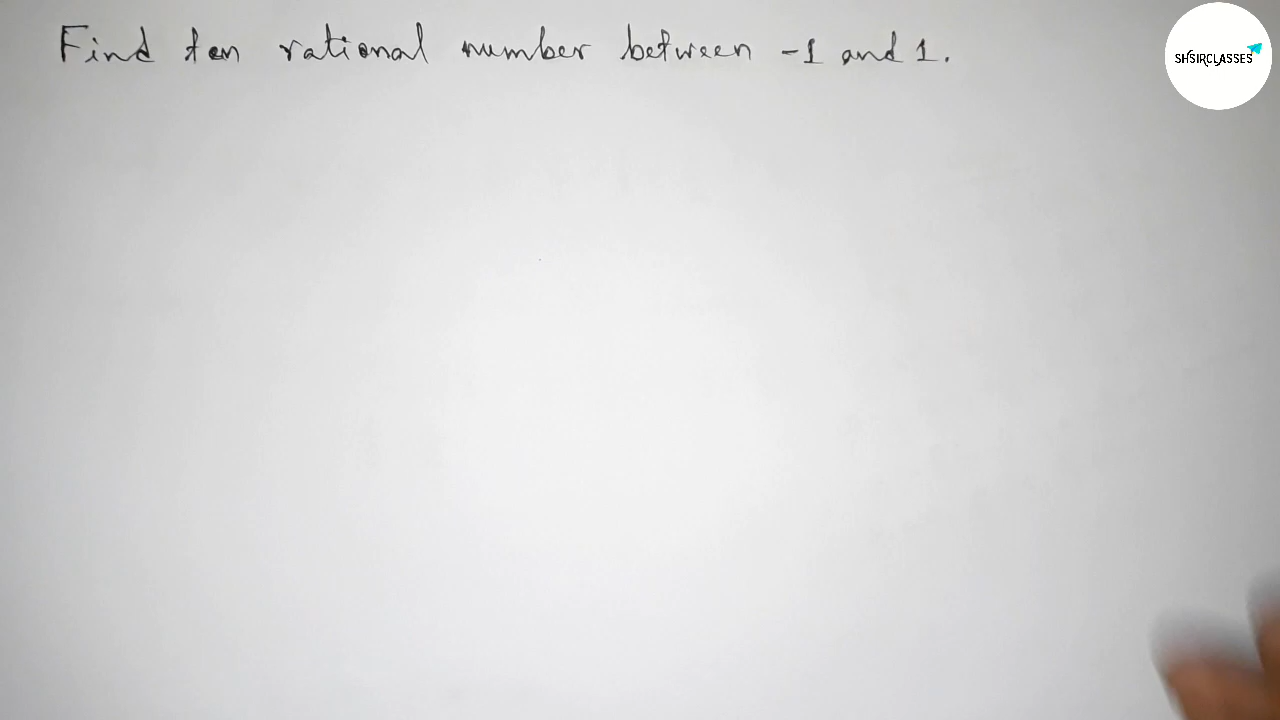 Find ten rational number between -1 and 1.
SHSIRCLASSES